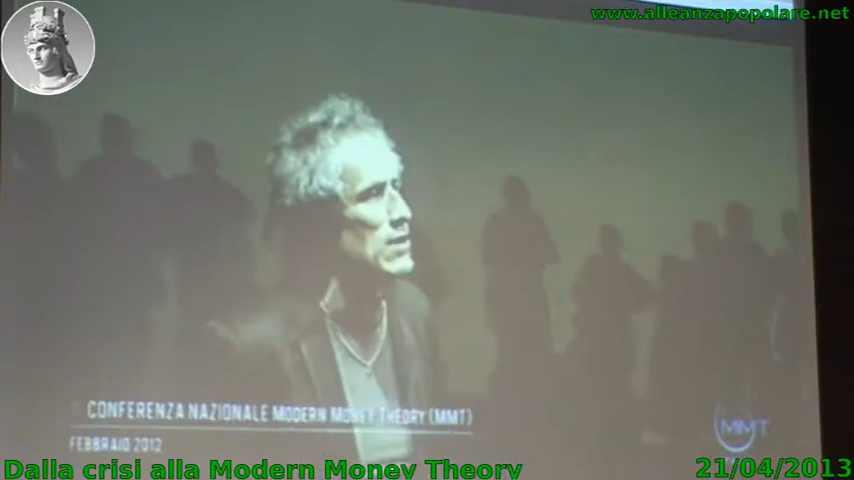 www.alleanzapopolare.net
CONFERENZA NAZIONALE MODERN MONEY THEORY (MMT)
FEBBRAIO 2012
MMT
Dalla crisi alla Modern Money Theory
21/04/2013